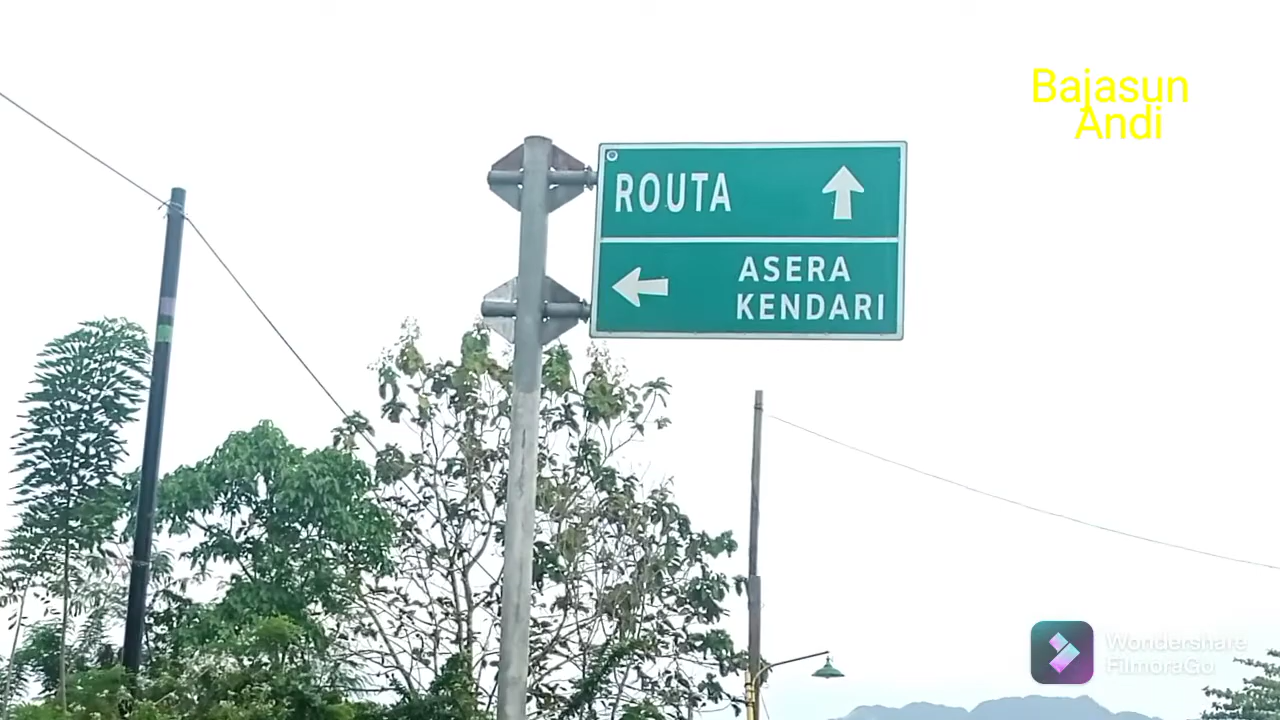 Bajasun
Andi
ROUTA
ASERA
KENDARI
Wondershare
FilmoraGo